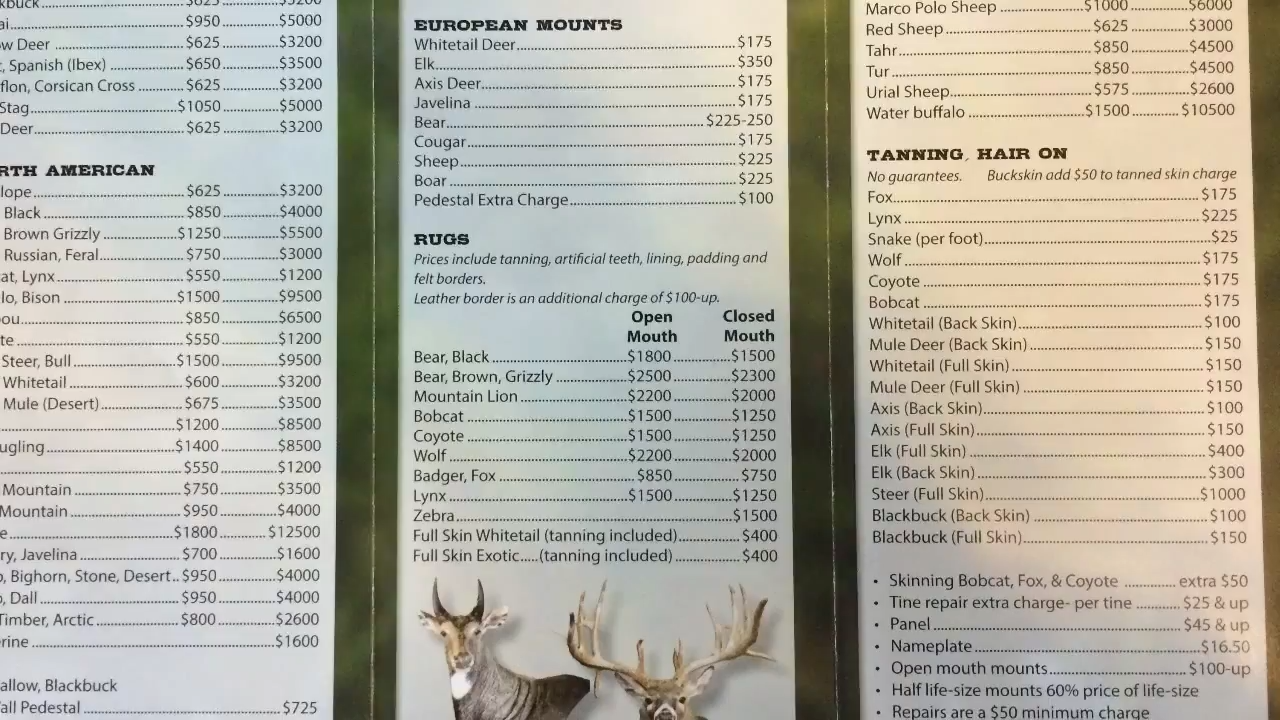 kbuck $625 $3200
ai $950 $5000
w Deer $625 $3200
, Spanish (Ibex) $650 $3500
flon, Corsican Cross $625 $3200
Stag $1050 $5000
Deer $625 $3200
RTH AMERICAN
lope $625 $3200
Black $850 $4000
Brown Grizzly $1250 $5500
Russian, Feral $750 $3000
at, Lynx $550 $1200
lo, Bison $1500 $9500
ou $850 $6500
te $550 $1200
Steer, Bull $1500 $9500
Whitetail $600 $3200
Mule (Desert) $675 $3500
$1200 $8500
ugling $1400 $8500
$550 $1200
Mountain $750 $3500
Mountain $950 $4000
e $1800 $12500
ry, Javelina $700 $1600
, Bighorn, Stone, Desert.. $950 $4000
, Dall $950 $4000
Timber, Arctic $800 $2600
rine $1600
allow, Blackbuck
all Pedestal $725
EUROPEAN MOUNTS
Whitetail Deer $175
Elk $350
Axis Deer $175
Javelina $175
Bear $225-250
Cougar $175
Sheep $225
Boar $225
Pedestal Extra Charge $100
RUGS
Prices include tanning, artificial teeth, lining, padding and
felt borders.
Leather border is an additional charge of $100-up.
Open Closed
Mouth Mouth
Bear, Black $1800 $1500
Bear, Brown, Grizzly $2500 $2300
Mountain Lion $2200 $2000
Bobcat $1500 $1250
Coyote $1500 $1250
Wolf $2200 $2000
Badger, Fox $850 $750
Lynx $1500 $1250
Zebra $1500
Full Skin Whitetail (tanning included) $400
Full Skin Exotic.....(tanning included) $400
Marco Polo Sheep $1000 $6000
Red Sheep $625 $3000
Tahr $850 $4500
Tur $850 $4500
Urial Sheep $575 $2600
Water buffalo $1500 $10500
TANNING, HAIR ON
No guarantees. Buckskin add $50 to tanned skin charge
Fox $175
Lynx $225
Snake (per foot) $25
Wolf $175
Coyote $175
Bobcat $175
Whitetail (Back Skin) $100
Mule Deer (Back Skin) $150
Whitetail (Full Skin) $150
Mule Deer (Full Skin) $150
Axis (Back Skin) $100
Axis (Full Skin) $150
Elk (Full Skin) $400
Elk (Back Skin) $300
Steer (Full Skin) $1000
Blackbuck (Back Skin) $100
Blackbuck (Full Skin) $150
• Skinning Bobcat, Fox, & Coyote extra $50
• Tine repair extra charge- per tine $25 & up
• Panel $45 & up
• Nameplate $16.50
• Open mouth mounts $100-up
• Half life-size mounts 60% price of life-size
• Repairs are a $50 minimum charge